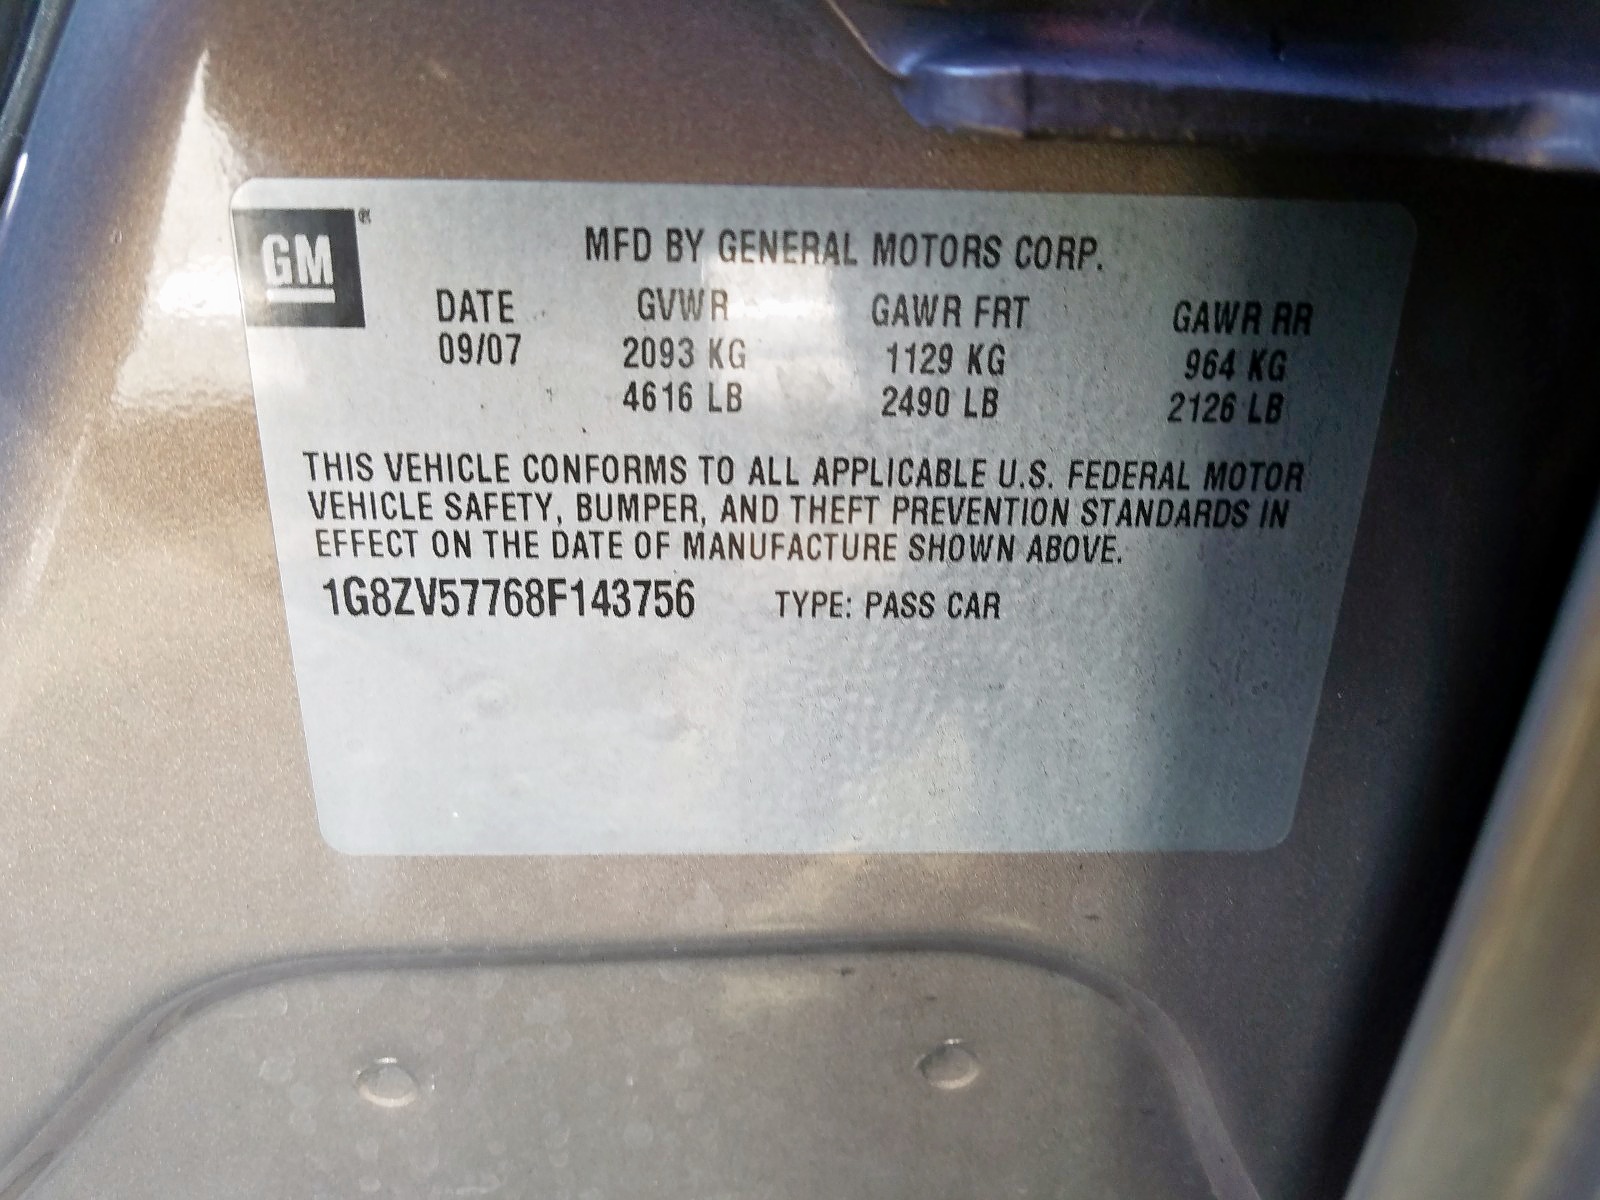 GM®
MFD BY GENERAL MOTORS CORP.
DATE GVWR GAWR FRT GAWR RR
09/07 2093 KG 1129 KG 964 KG
4616 LB 2490 LB 2126 LB
THIS VEHICLE CONFORMS TO ALL APPLICABLE U.S. FEDERAL MOTOR
VEHICLE SAFETY, BUMPER, AND THEFT PREVENTION STANDARDS IN
EFFECT ON THE DATE OF MANUFACTURE SHOWN ABOVE.
1G8ZV57768F143756 TYPE: PASS CAR